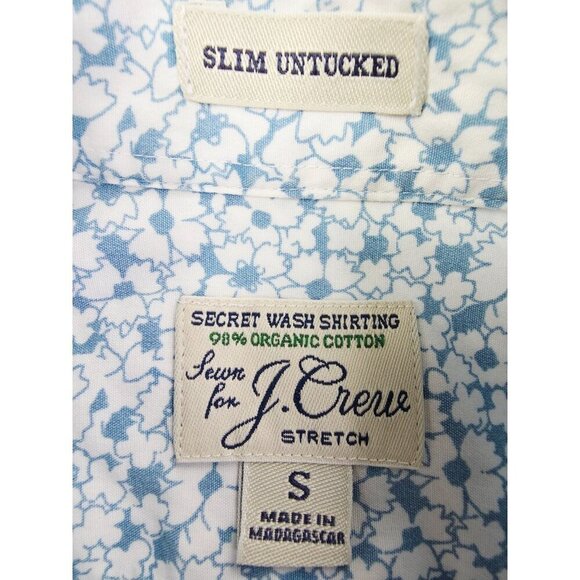 SLIM UNTUCKED
SECRET WASH SHIRTING
98% ORGANIC COTTON
Sewn for J.Crew
STRETCH
S
MADE IN
MADAGASCAR